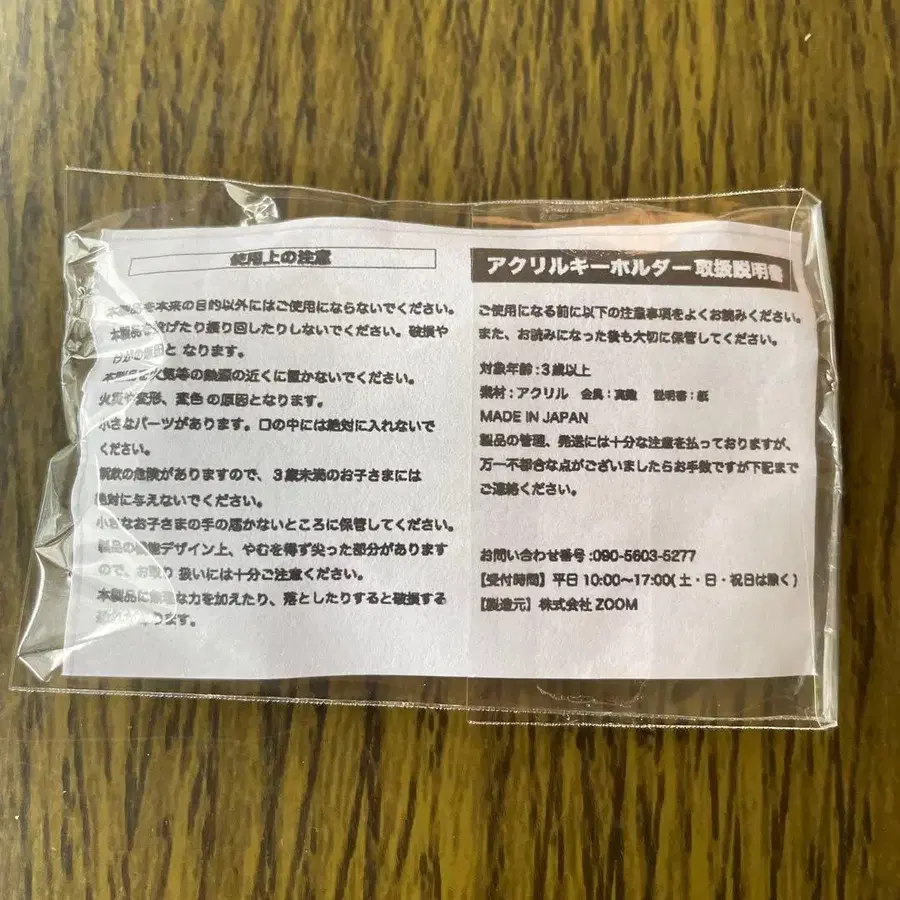 使用上の注意
本製品を本来の目的以外にはご使用にならないでください。
本製品を投げたり振り回したりしないでください。破損や
けがの原因と なります。
本製品を火気等の熱源の近くに置かないでください。
火災や変形、変色 の原因となります。
小さなパーツがあります。口の中には絶対に入れないで
ください。
誤飲の危険がありますので、3歳未満のお子さまには
絶対に与えないでください。
小さなお子さまの手の届かないところに保管してください。
製品の デザイン上、やむを得ず尖った部分があります
ので、お取り 扱いには十分ご注意ください。
本製品に無理な力を加えたり、落としたりすると破損する
ります。
アクリルキーホルダー 取扱説明書
ご使用になる前に以下の注意事項をよくお読みください。
また、お読みになった後も大切に保管してください。
対象年齢 : 3歳以上
素材 : アクリル 金具 : 真鍮 説明書 : 紙
MADE IN JAPAN
製品の管理、発送には十分な注意を払っておりますが、
万一不都合な点がございましたらお手数ですが下記まで
ご連絡ください。
お問い合わせ番号 :090-5603-5277
【受付時間】平日 10:00〜17:00( 土・日・祝日は除く)
【製造元】株式会社 ZOOM